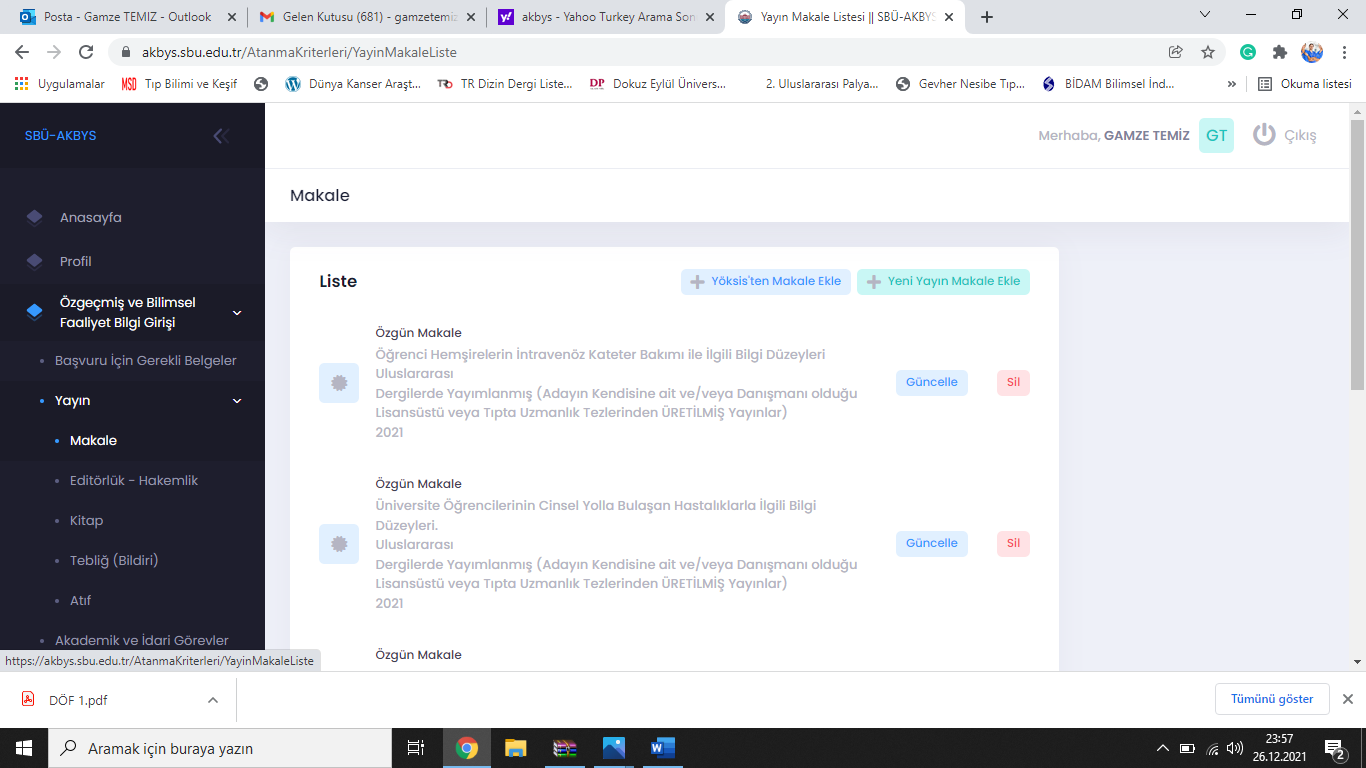 Posta - Gamze TEMIZ - Outlook
Gelen Kutusu (681) - gamzetemiz
akbys - Yahoo Turkey Arama Son
Yayın Makale Listesi || SBÜ-AKBYS
akbys.sbu.edu.tr/AtanmaKriterleri/YayinMakaleListe
Uygulamalar
MSD Tıp Bilimi ve Keşif
Dünya Kanser Araşt...
TR Dizin Dergi Liste...
DP Dokuz Eylül Univers...
2. Uluslararası Palya...
Gevher Nesibe Tıp...
BİDAM Bilimsel İnd...
»
Okuma listesi
SBÜ-AKBYS
Merhaba, GAMZE TEMİZ GT Çıkış
Makale
Anasayfa
Profil
Özgeçmiş ve Bilimsel
Faaliyet Bilgi Girişi
Başvuru İçin Gerekli Belgeler
Yayın
Makale
Editörlük - Hakemlik
Kitap
Tebliğ (Bildiri)
Atıf
Akademik ve İdari Görevler
Liste
Yöksis'ten Makale Ekle
Yeni Yayın Makale Ekle
Özgün Makale
Öğrenci Hemşirelerin İntravenöz Kateter Bakımı ile İlgili Bilgi Düzeyleri
Uluslararası
Dergilerde Yayımlanmış (Adayın Kendisine ait ve/veya Danışmanı olduğu
Lisansüstü veya Tıpta Uzmanlık Tezlerinden ÜRETİLMİŞ Yayınlar)
2021
Güncelle
Sil
Özgün Makale
Üniversite Öğrencilerinin Cinsel Yolla Bulaşan Hastalıklarla İlgili Bilgi
Düzeyleri.
Uluslararası
Dergilerde Yayımlanmış (Adayın Kendisine ait ve/veya Danışmanı olduğu
Lisansüstü veya Tıpta Uzmanlık Tezlerinden ÜRETİLMİŞ Yayınlar)
2021
Güncelle
Sil
Özgün Makale
https://akbys.sbu.edu.tr/AtanmaKriterleri/YayinMakaleListe
DÖF 1.pdf
Tümünü göster
Aramak için buraya yazın
23:57
26.12.2021
2